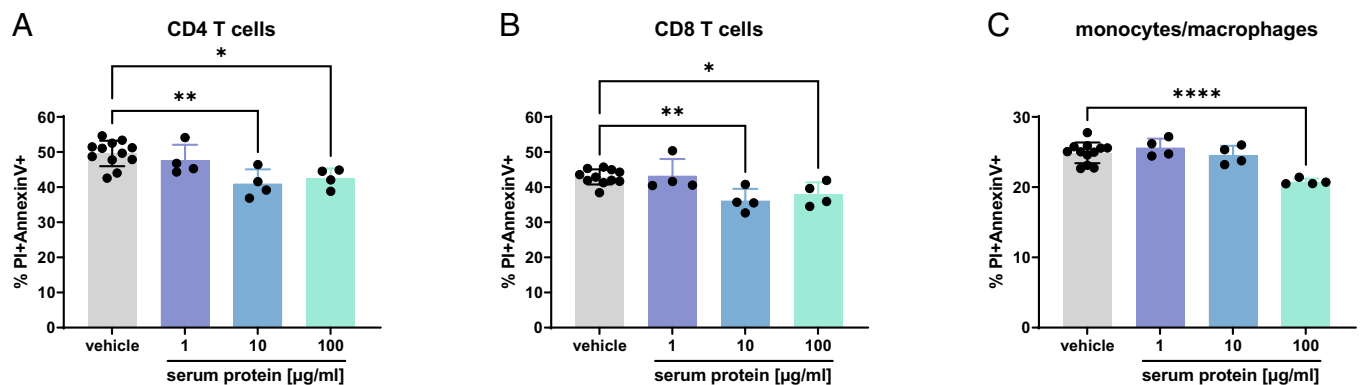 A
CD4 T cells
*
**
60
50
40
30
20
10
0
% PI+AnnexinV+
vehicle
1
10
100
serum protein [µg/ml]
B
CD8 T cells
*
**
60
50
40
30
20
10
0
% PI+AnnexinV+
vehicle
1
10
100
serum protein [µg/ml]
C
monocytes/macrophages
****
30
20
10
0
% PI+AnnexinV+
vehicle
1
10
100
serum protein [µg/ml]